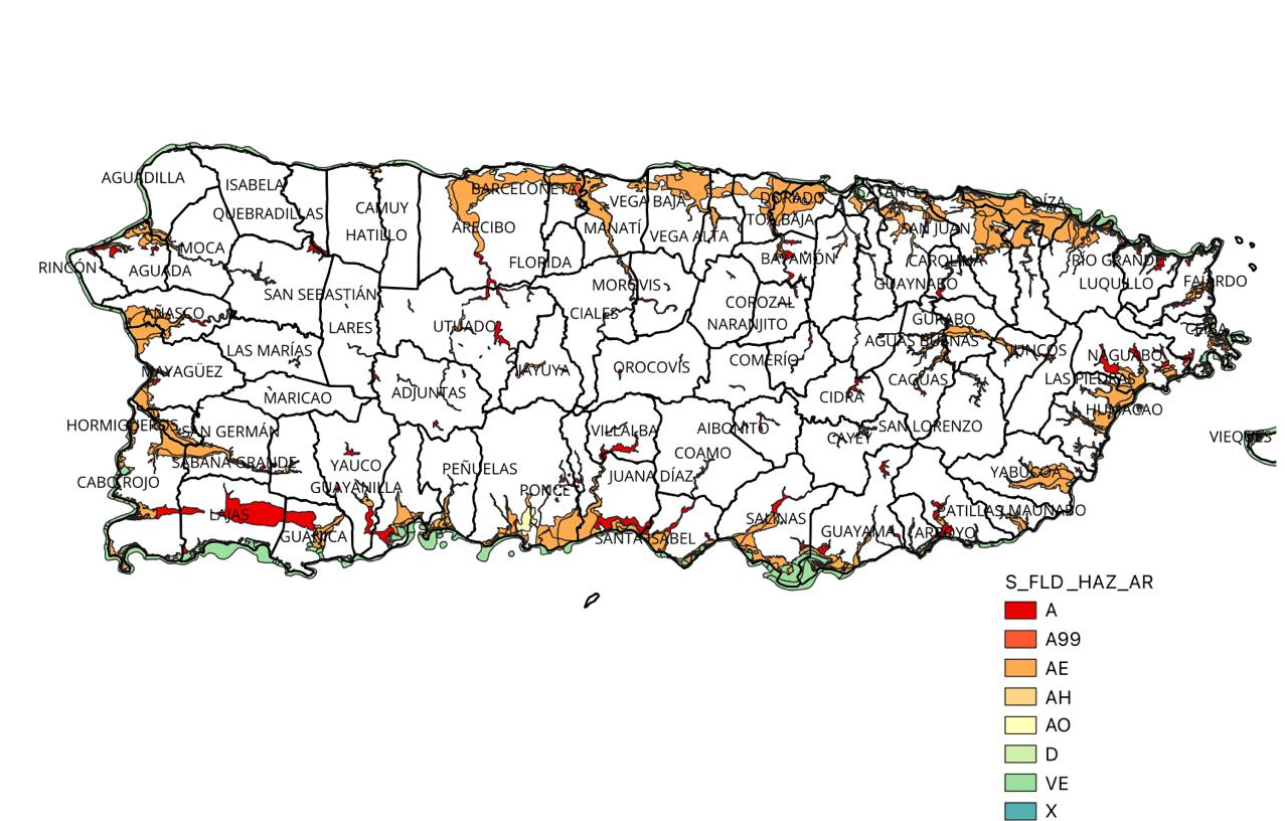 AGUADILLA
ISABELA
QUEBRADILLAS
CAMUY
HATILLO
BARCELONETA
ARECIBO
MANATÍ
VEGA BAJA
VEGA ALTA
DORADO
TOA BAJA
CATAÑO
SAN JUAN
LOÍZA
MOCA
RINCÓN
AGUADA
FLORIDA
BAYAMÓN
CAROLINA
RÍO GRANDE
GUAYNABO
LUQUILLO
FAJARDO
SAN SEBASTIÁN
MOROVIS
COROZAL
AÑASCO
LARES
UTUADO
CIALES
NARANJITO
GURABO
CEIBA
LAS MARÍAS
AGUAS BUENAS
JUNCOS
NAGUABO
MAYAGÜEZ
JAYUYA
OROCOVÍS
COMERÍO
CAGUAS
LAS PIEDRAS
MARICAO
ADJUNTAS
CIDRA
HUMACAO
HORMIGUEROS
SAN GERMÁN
VILLALBA
AIBONITO
CAYEY
SAN LORENZO
VIEQUES
SABANA GRANDE
YAUCO
PEÑUELAS
COAMO
CABO ROJO
GUAYANILLA
PONCE
JUANA DÍAZ
YABUCOA
LAJAS
GUÁNICA
SANTA ISABEL
SALINAS
GUAYAMA
ARROYO
PATILLAS
MAUNABO
S_FLD_HAZ_AR
A
A99
AE
AH
AO
D
VE
X